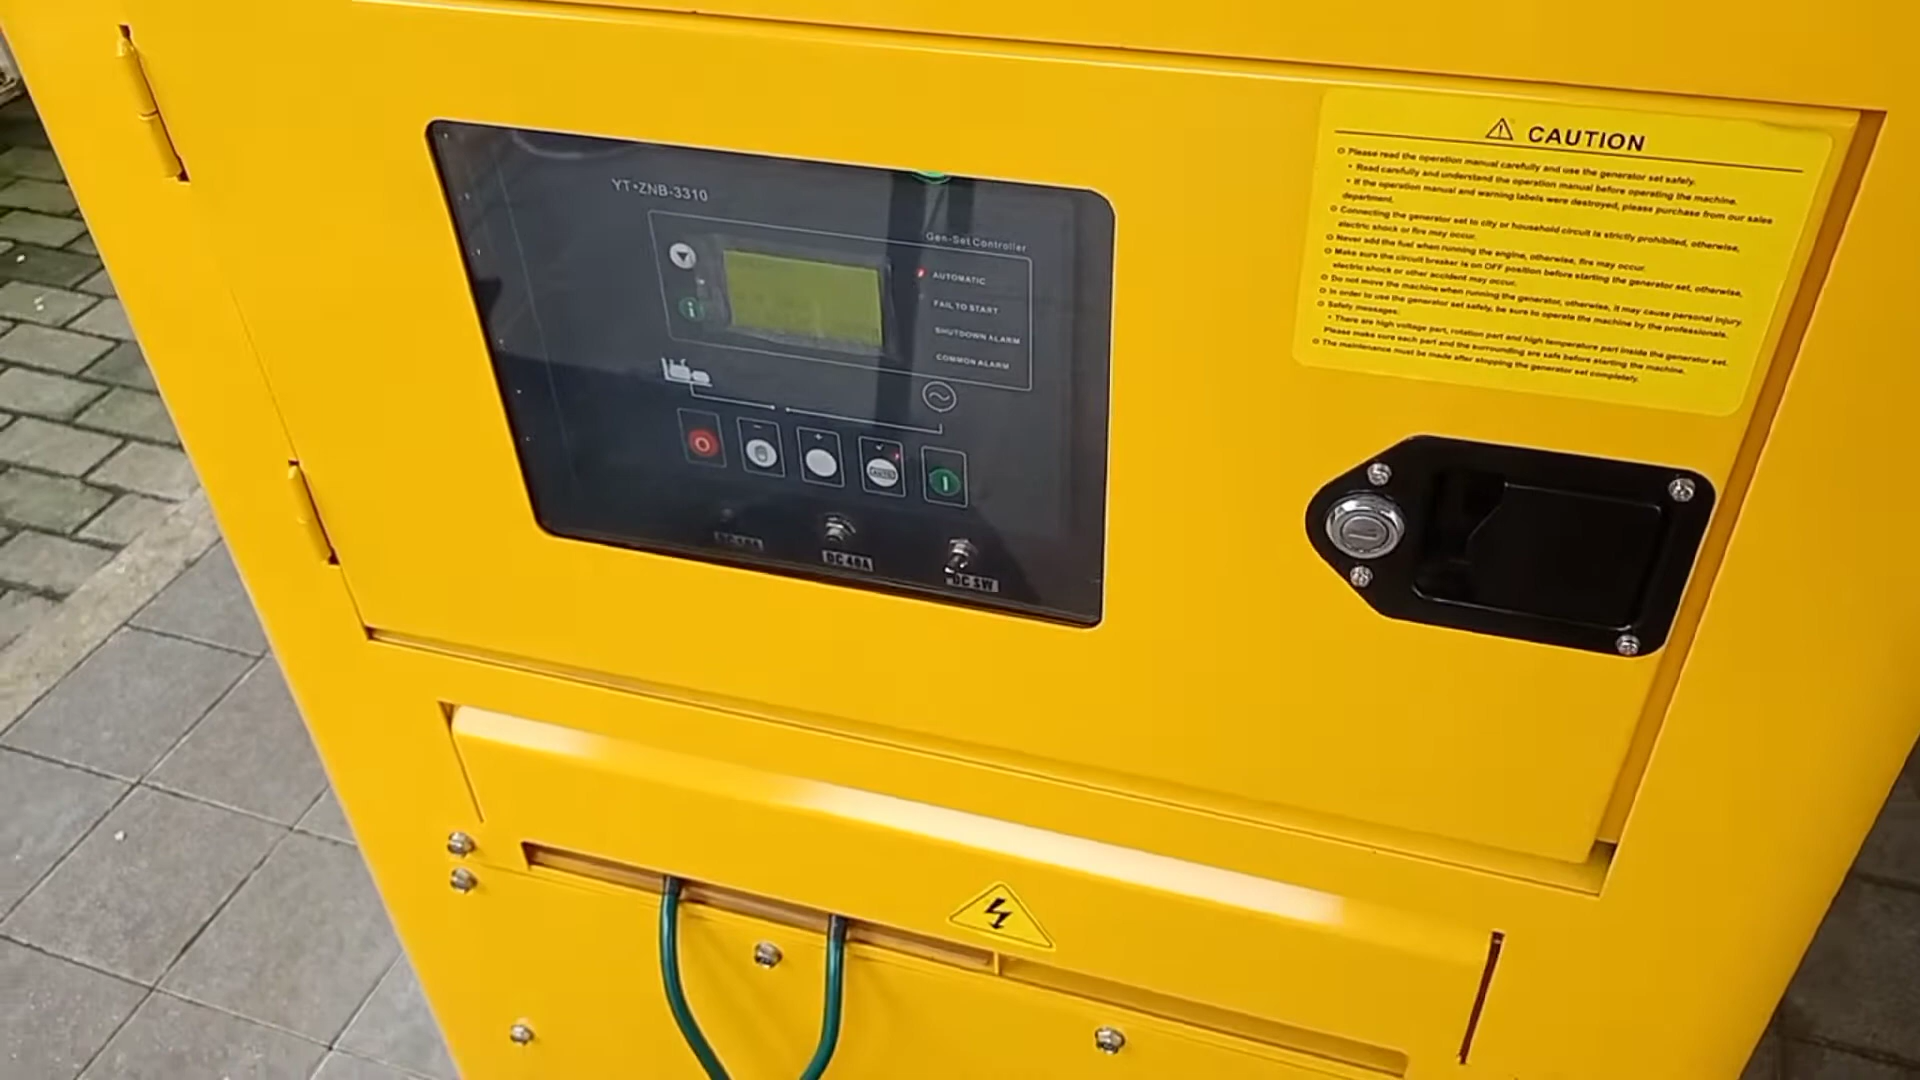 YT•ZNB-3310
Gen-Set Controller
AUTOMATIC
FAIL TO START
SHUTDOWN ALARM
COMMON ALARM
i
- + ✓
AUTO
DC 40A
DC SW
CAUTION
Please read the operation manual carefully and use the generator set safely.
• Read carefully and understand the operation manual before operating the machine.
• If the operation manual and warning labels were destroyed, please purchase from our sales
department.
Connecting the generator set to city or household circuit is strictly prohibited, otherwise,
electric shock or fire may occur.
Never add the fuel when running the engine, otherwise, fire may occur.
Make sure the circuit breaker is on OFF position before starting the generator set, otherwise,
electric shock or other accident may occur.
Do not move the machine when running the generator, otherwise, it may cause personal injury.
In order to use the generator set safely, be sure to operate the machine by the professionals.
Safety messages:
• There are high voltage part, rotation part and high temperature part inside the generator set.
Please make sure each part and the surrounding are safe before starting the machine.
The maintenance must be made after stopping the generator set completely.